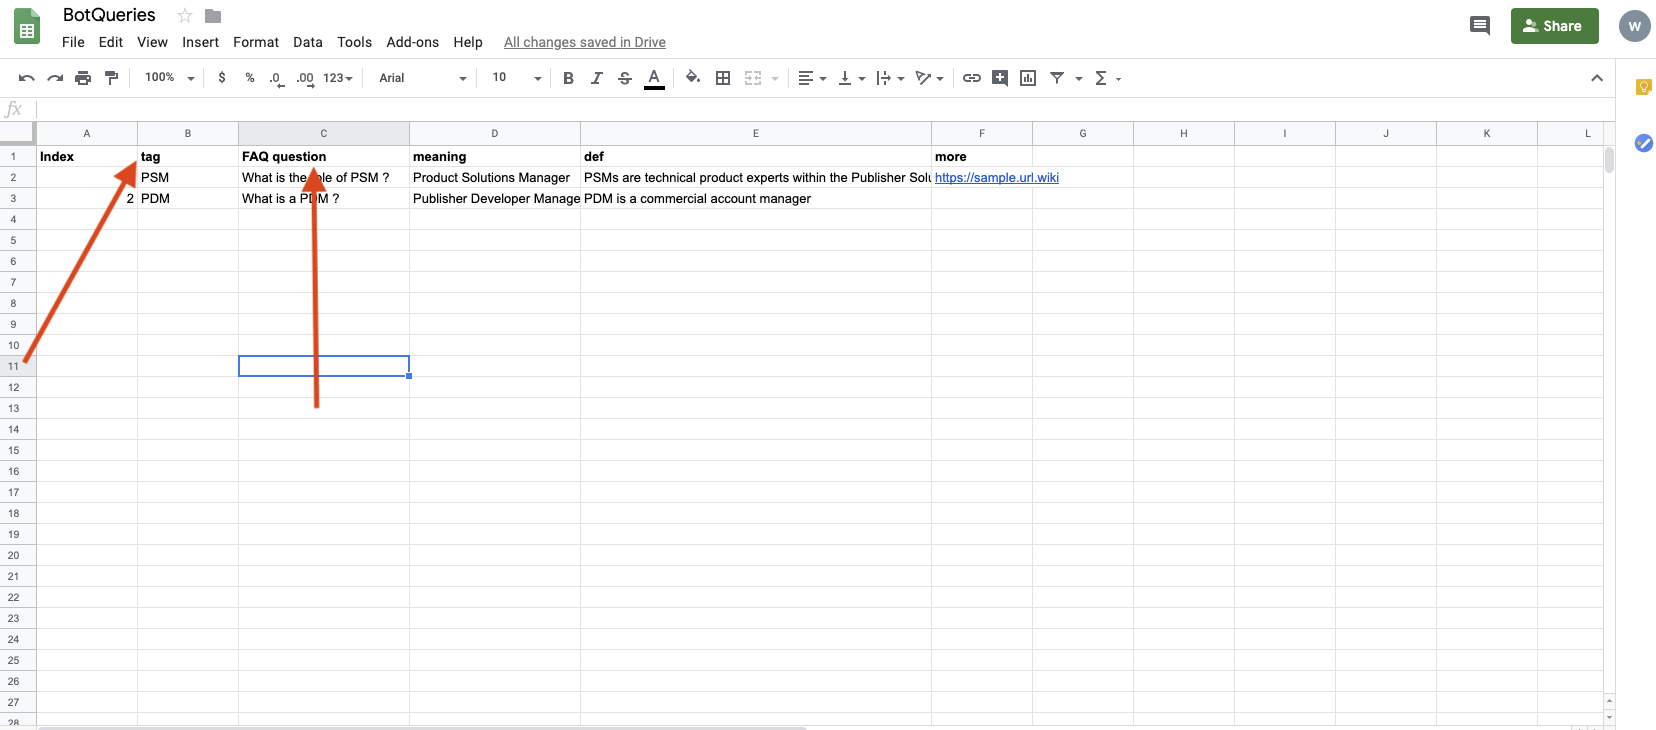 BotQueries
File Edit View Insert Format Data Tools Add-ons Help All changes saved in Drive
Share
W
100% $ % .0 .00 123 Arial 10 B I S A Σ
fx
A B C D E F G H I J K L
1 Index tag FAQ question meaning def more
2 PSM What is the role of PSM ? Product Solutions Manager PSMs are technical product experts within the Publisher Solu https://sample.url.wiki
3 2 PDM What is a PDM ? Publisher Developer Manage PDM is a commercial account manager
4
5
6
7
8
9
10
11
12
13
14
15
16
17
18
19
20
21
22
23
24
25
26
27
28